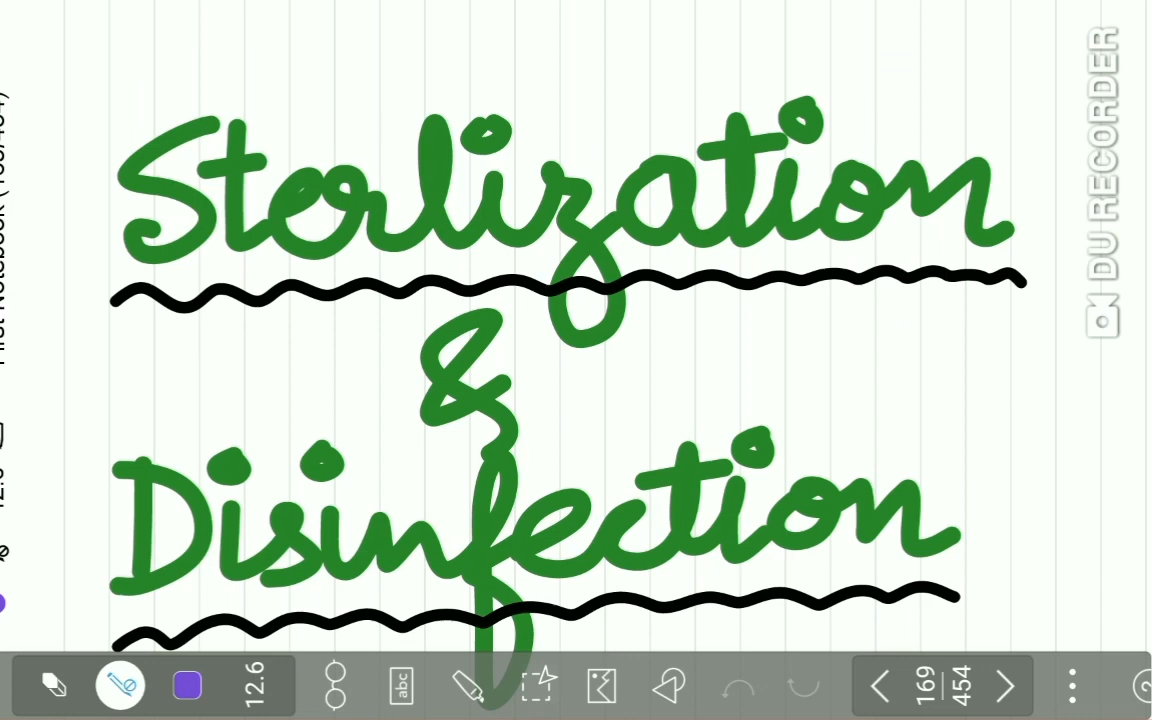 Sterlization
&
Disinfection
DU RECORDER
12.6
abc
169
454